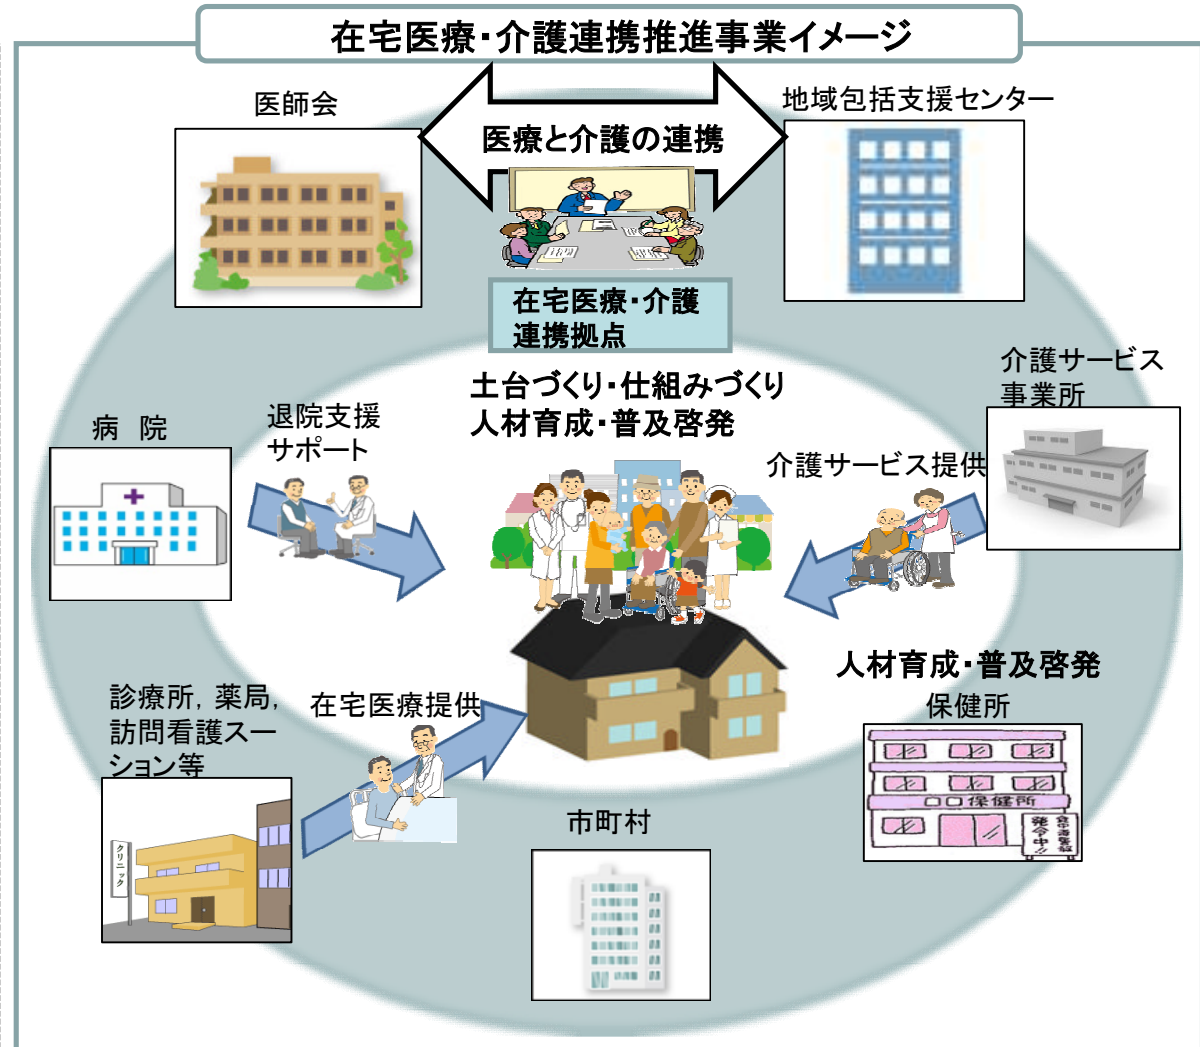 在宅医療・介護連携推進事業イメージ
医師会
地域包括支援センター
医療と介護の連携
在宅医療・介護
連携拠点
土台づくり・仕組みづくり
人材育成・普及啓発
介護サービス
事業所
病　院
退院支援
サポート
介護サービス提供
人材育成・普及啓発
保健所
診療所，薬局，
訪問看護スー
ション等
在宅医療提供
クリニック
市町村
口口保健所
発令中!!